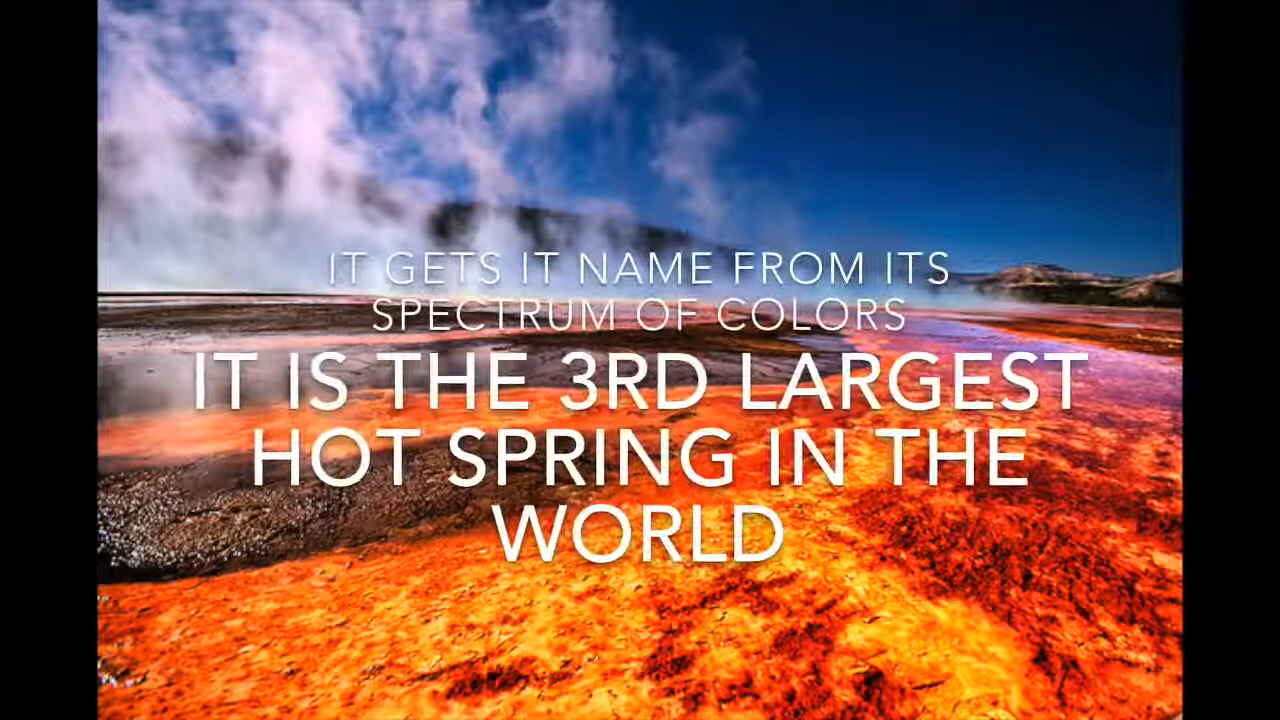 IT GETS IT NAME FROM ITS
SPECTRUM OF COLORS
IT IS THE 3RD LARGEST
HOT SPRING IN THE
WORLD